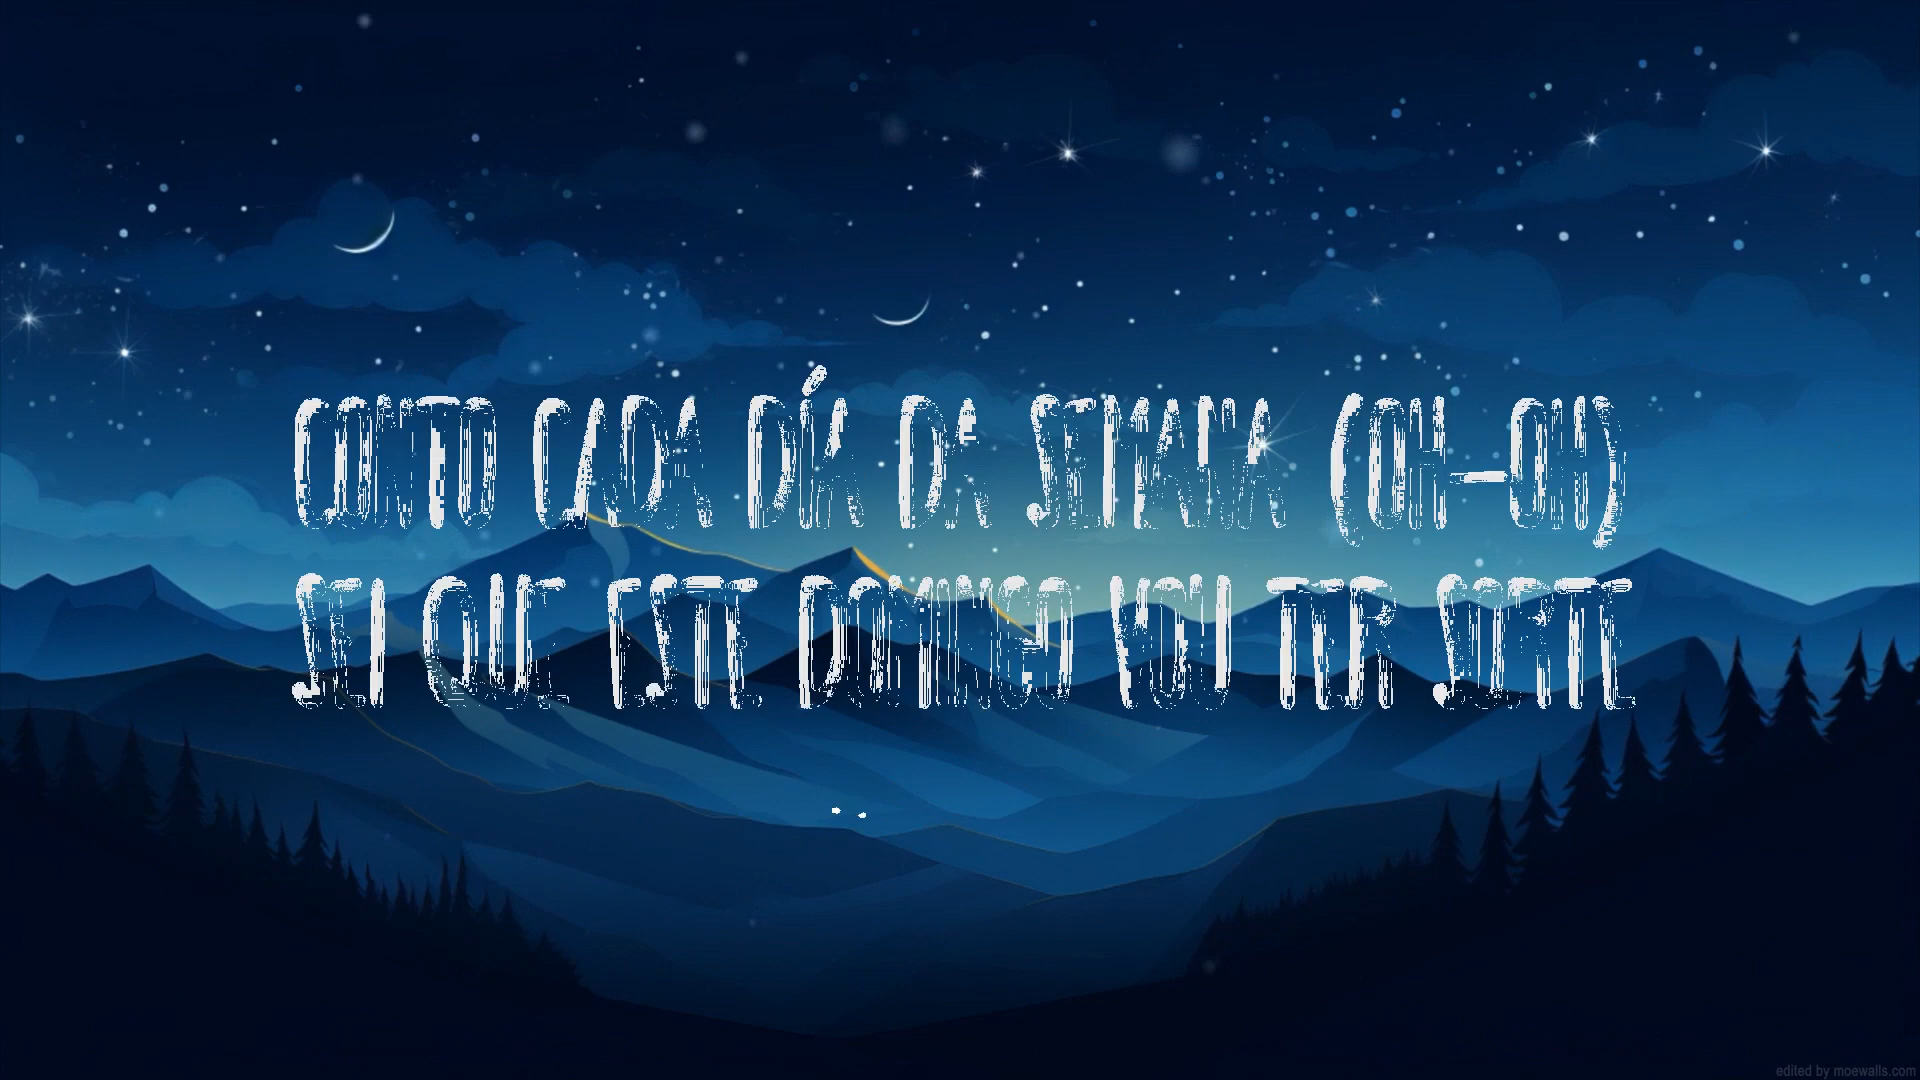 CONTO CADA DÍA DA SEMANA (OH-OH)
SEI QUE ESTE DOMINGO VOU TER SORTE
edited by moewalls.com